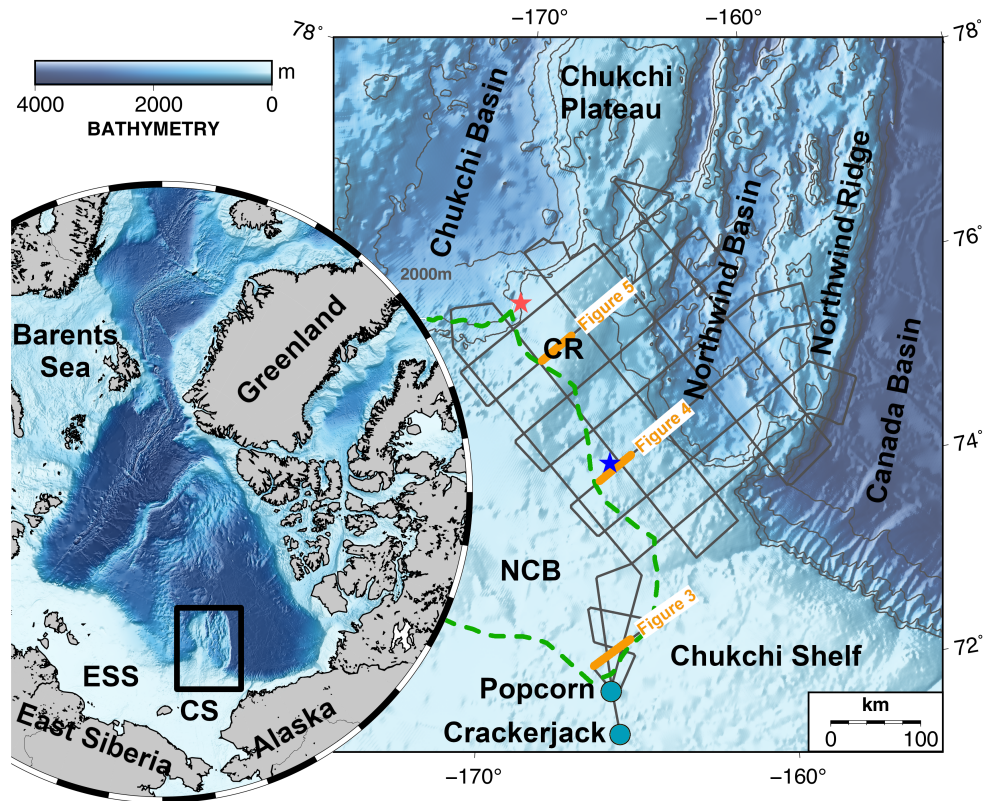 −170°
−160°
78°
78°
m
4000
2000
0
BATHYMETRY
Chukchi Basin
Chukchi
Plateau
Northwind Basin
Northwind Ridge
Canada Basin
76°
2000m
Figure 5
CR
Figure 4
74°
NCB
Figure 3
72°
Chukchi Shelf
Popcorn
Crackerjack
km
0
100
−170°
−160°
Barents
Sea
Greenland
ESS
CS
East Siberia
Alaska